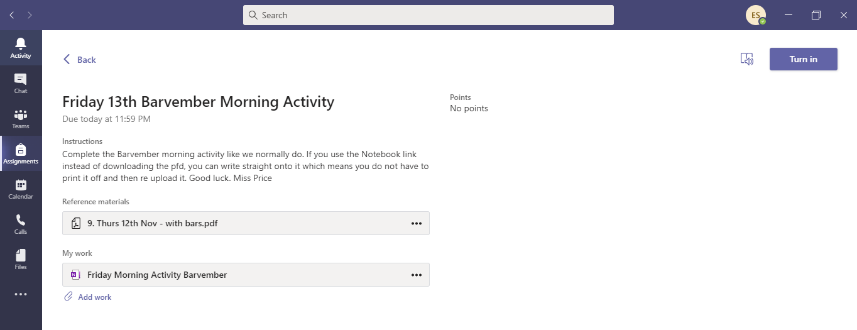 Search
ES
Activity
Chat
Teams
Assignments
Calendar
Calls
Files
Back
Turn in
Friday 13th Barvember Morning Activity
Due today at 11:59 PM
Points
No points
Instructions
Complete the Barvember morning activity like we normally do. If you use the Notebook link
instead of downloading the pfd, you can write straight onto it which means you do not have to
print it off and then re upload it. Good luck. Miss Price
Reference materials
9. Thurs 12th Nov - with bars.pdf
My work
Friday Morning Activity Barvember
Add work